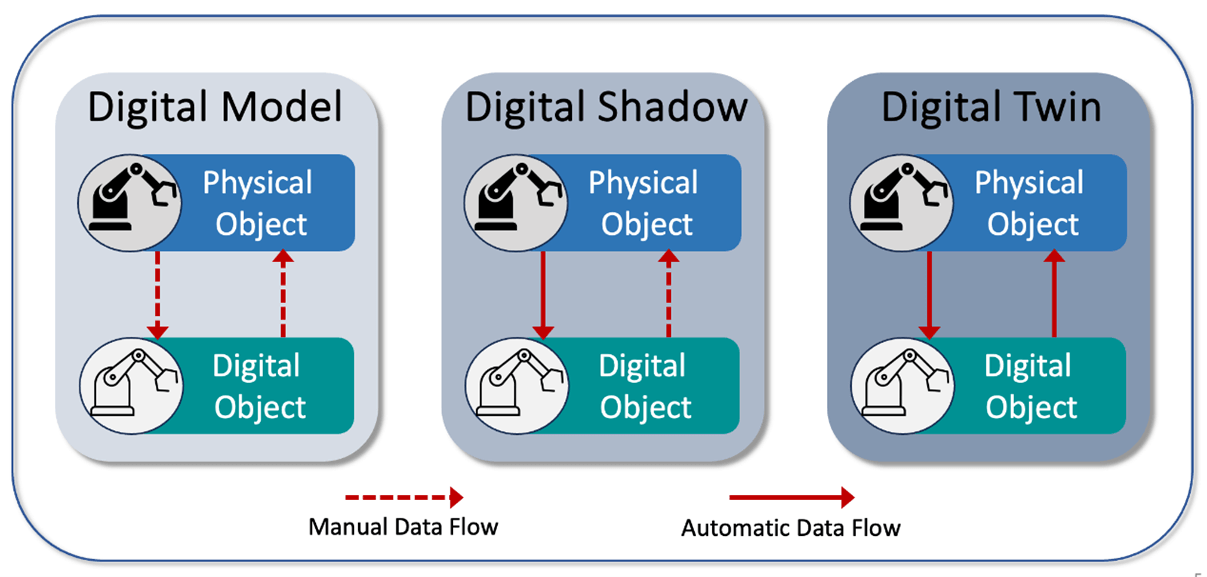 Digital Model
Physical
Object
Digital
Object
Digital Shadow
Physical
Object
Digital
Object
Digital Twin
Physical
Object
Digital
Object
Manual Data Flow
Automatic Data Flow